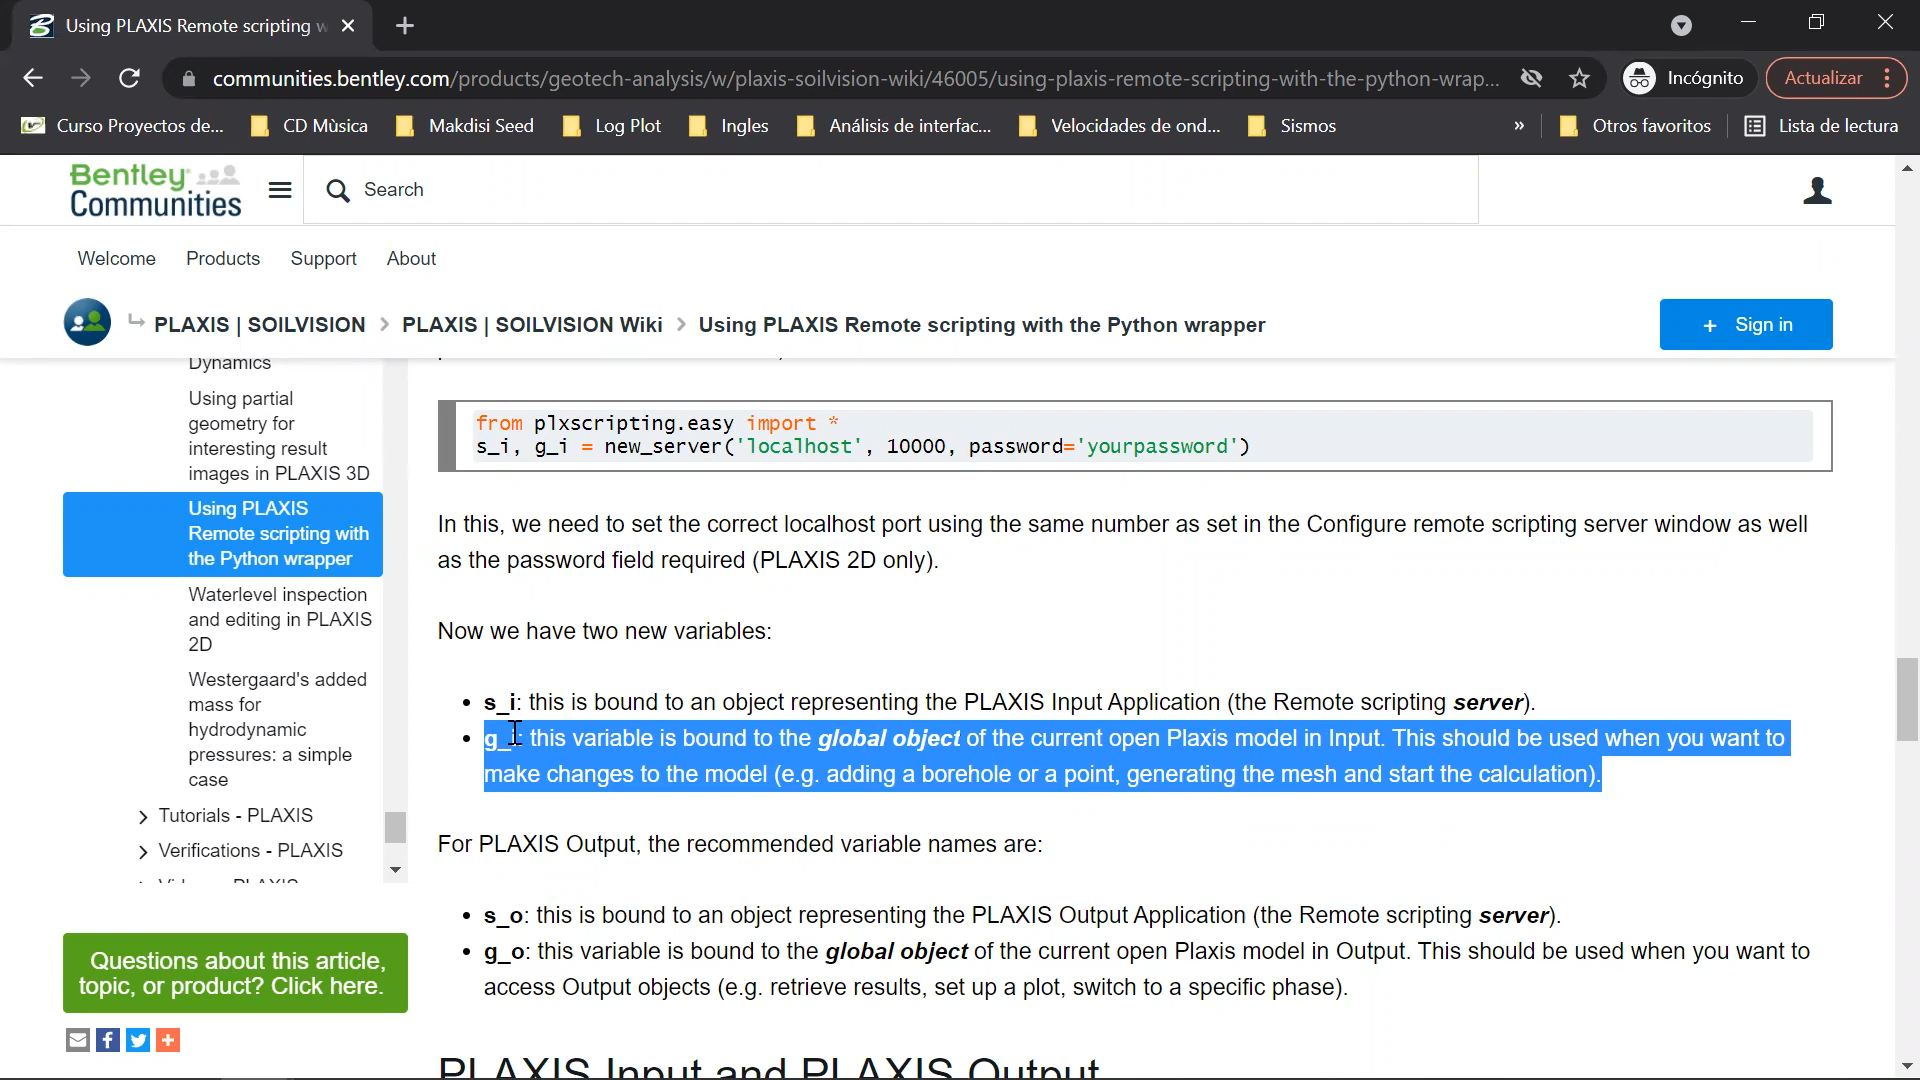 Using PLAXIS Remote scripting w
communities.bentley.com/products/geotech-analysis/w/plaxis-soilvision-wiki/46005/using-plaxis-remote-scripting-with-the-python-wrap...
Incógnito
Actualizar
Curso Proyectos de...
CD Mùsica
Makdisi Seed
Log Plot
Ingles
Análisis de interfac...
Velocidades de ond...
Sismos
»
Otros favoritos
Lista de lectura
Bentley
Communities
Search
Welcome
Products
Support
About
PLAXIS | SOILVISION > PLAXIS | SOILVISION Wiki > Using PLAXIS Remote scripting with the Python wrapper
+ Sign in
Dynamics
Using partial
geometry for
interesting result
images in PLAXIS 3D
Using PLAXIS
Remote scripting with
the Python wrapper
Waterlevel inspection
and editing in PLAXIS
2D
Westergaard's added
mass for
hydrodynamic
pressures: a simple
case
Tutorials - PLAXIS
Verifications - PLAXIS
Questions about this article,
topic, or product? Click here.
from plxscripting.easy import *
s_i, g_i = new_server('localhost', 10000, password='yourpassword')
In this, we need to set the correct localhost port using the same number as set in the Configure remote scripting server window as well
as the password field required (PLAXIS 2D only).
Now we have two new variables:
• s_i: this is bound to an object representing the PLAXIS Input Application (the Remote scripting server).
• g_i: this variable is bound to the global object of the current open Plaxis model in Input. This should be used when you want to
make changes to the model (e.g. adding a borehole or a point, generating the mesh and start the calculation).
For PLAXIS Output, the recommended variable names are:
• s_o: this is bound to an object representing the PLAXIS Output Application (the Remote scripting server).
• g_o: this variable is bound to the global object of the current open Plaxis model in Output. This should be used when you want to
access Output objects (e.g. retrieve results, set up a plot, switch to a specific phase).
PLAXIS Input and PLAXIS Output